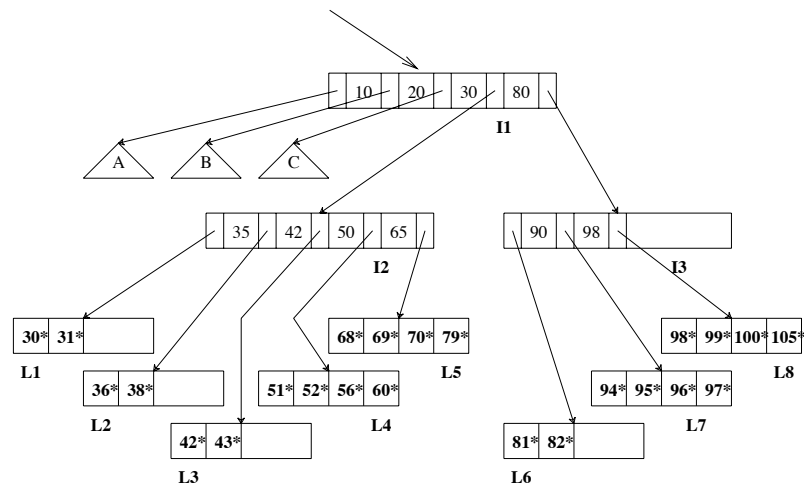 10 20 30 80
I1
A B C
35 42 50 65
I2
90 98
I3
30* 31*
L1
68* 69* 70* 79*
L5
98* 99* 100* 105*
L8
36* 38*
L2
51* 52* 56* 60*
L4
94* 95* 96* 97*
L7
42* 43*
L3
81* 82*
L6